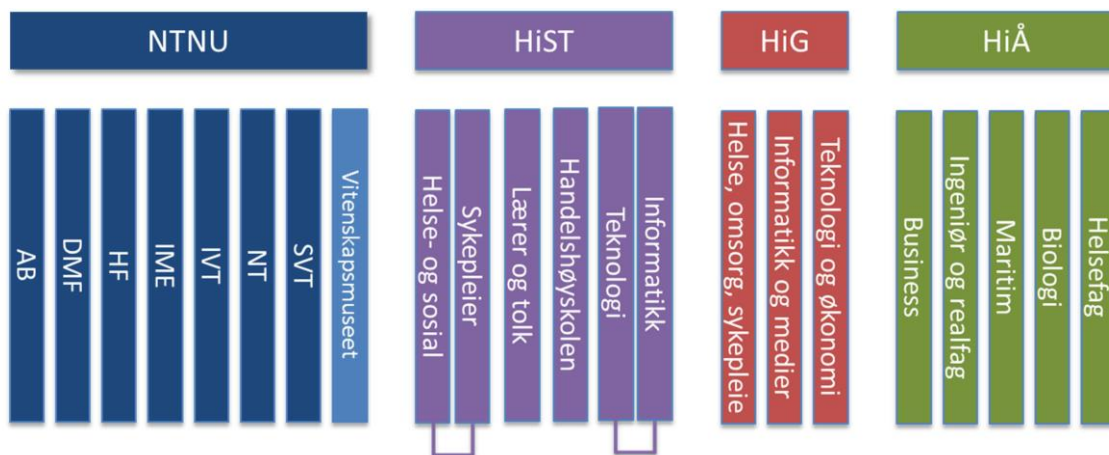 NTNU
AB
DMF
HF
IME
IVT
NT
SVT
Vitenskapsmuseet
HiST
Helse- og sosial
Sykepleier
Lærer og tolk
Handelshøyskolen
Teknologi
Informatikk
HiG
Helse, omsorg, sykepleie
Informatikk og medier
Teknologi og økonomi
HiÅ
Business
Ingeniør og realfag
Maritim
Biologi
Helsefag